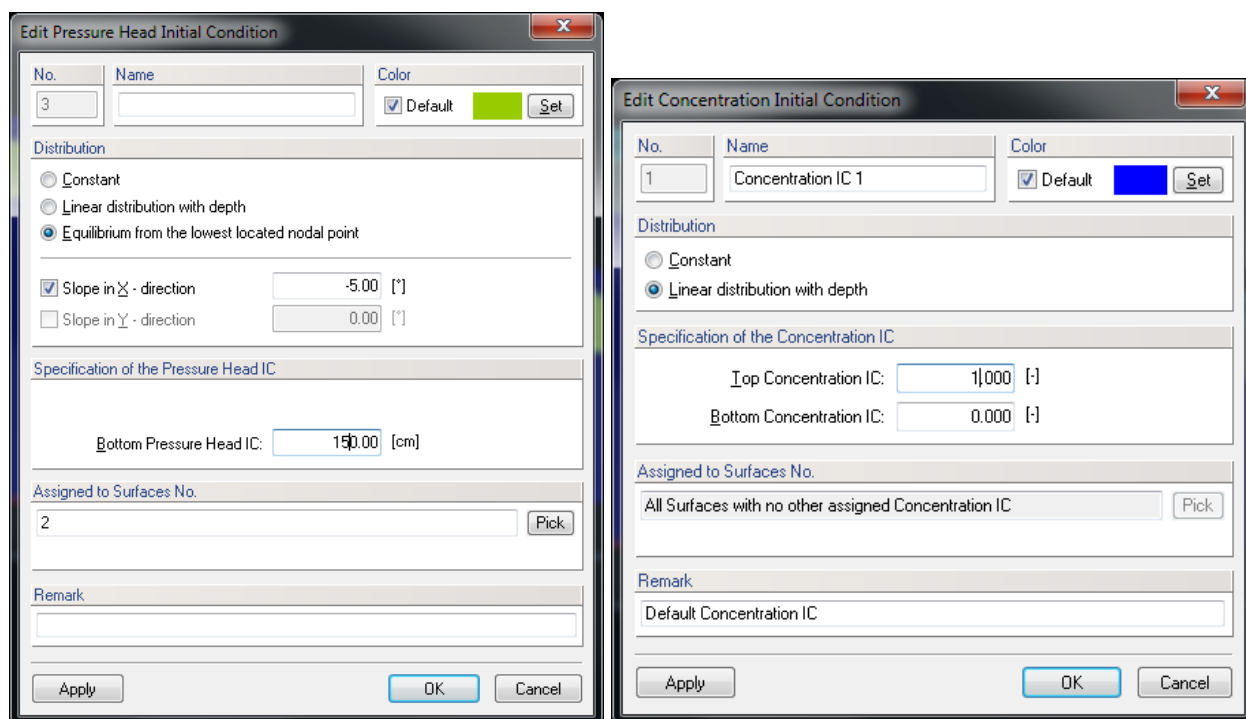 Edit Pressure Head Initial Condition
No. Name Color
3 Default Set
Distribution
Constant
Linear distribution with depth
Equilibrium from the lowest located nodal point
Slope in X - direction -5.00 [°]
Slope in Y - direction 0.00 [°]
Specification of the Pressure Head IC
Bottom Pressure Head IC: 150.00 [cm]
Assigned to Surfaces No.
2 Pick
Remark
Apply OK Cancel
Edit Concentration Initial Condition
No. Name Color
1 Concentration IC 1 Default Set
Distribution
Constant
Linear distribution with depth
Specification of the Concentration IC
Top Concentration IC: 1.000 [-]
Bottom Concentration IC: 0.000 [-]
Assigned to Surfaces No.
All Surfaces with no other assigned Concentration IC Pick
Remark
Default Concentration IC
Apply OK Cancel